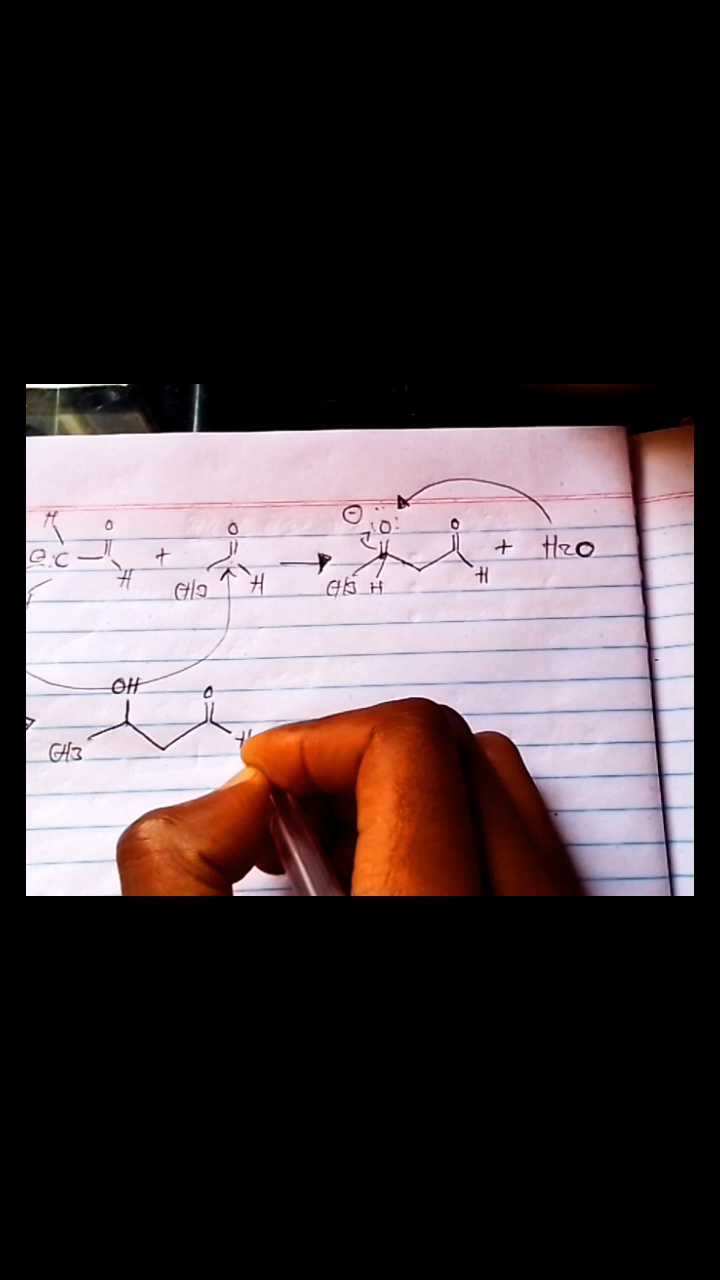 H O O ⊖ :Ö: O
⊖:C — H + CH3 H → CH3 H H + H2O
OH O
CH3 H